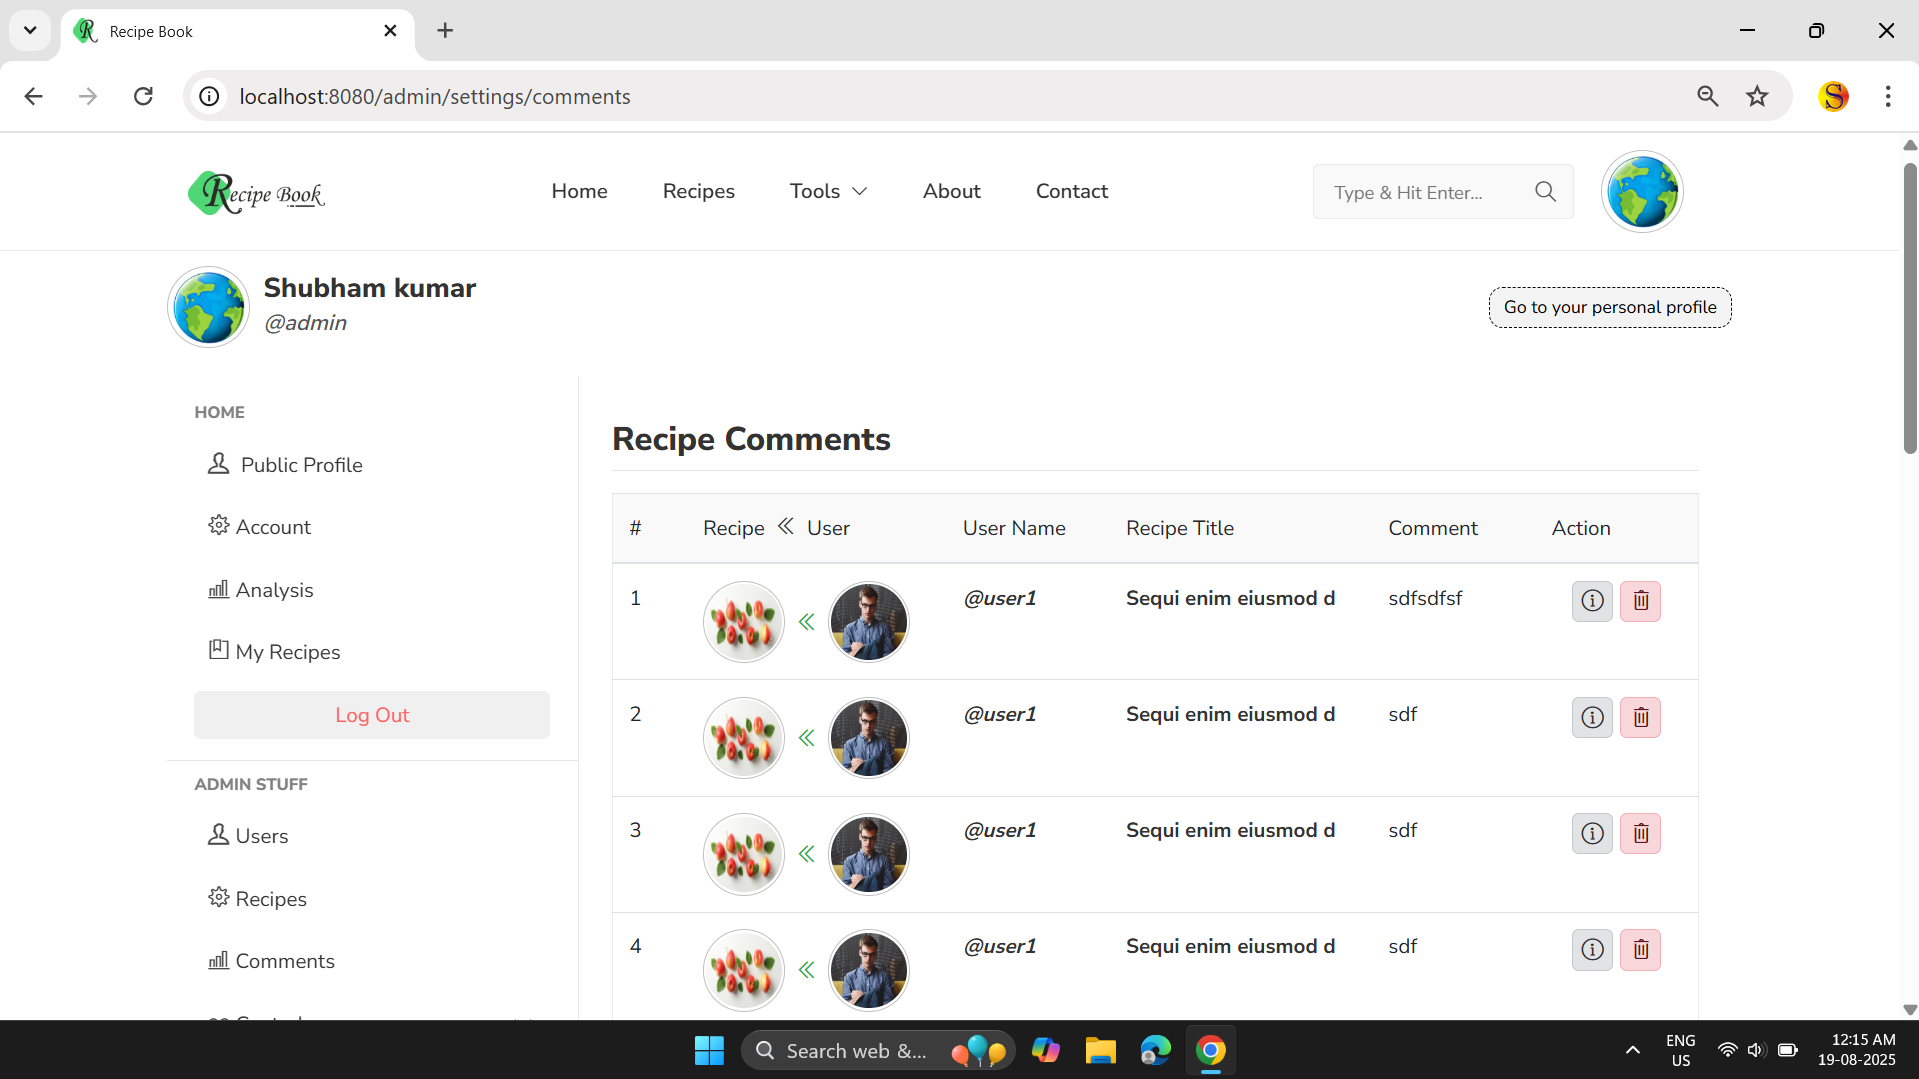 Recipe Book
localhost:8080/admin/settings/comments
Recipe Book
Home Recipes Tools About Contact
Type & Hit Enter...
Shubham kumar
@admin
Go to your personal profile
HOME
Public Profile
Account
Analysis
My Recipes
Log Out
ADMIN STUFF
Users
Recipes
Comments
Recipe Comments
# Recipe User User Name Recipe Title Comment Action
1 @user1 Sequi enim eiusmod d sdfsdfsf
2 @user1 Sequi enim eiusmod d sdf
3 @user1 Sequi enim eiusmod d sdf
4 @user1 Sequi enim eiusmod d sdf
Search web &...
ENG
US
12:15 AM
19-08-2025